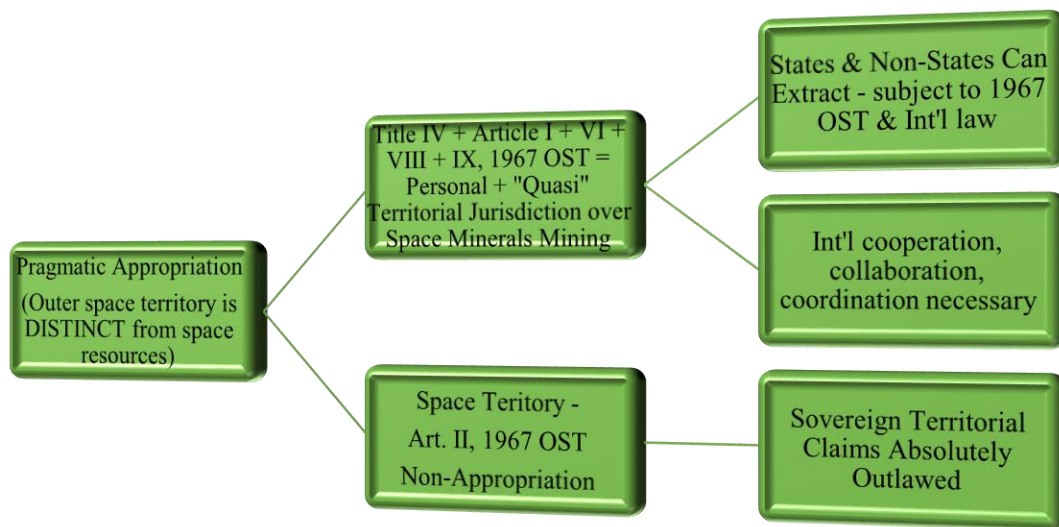 Pragmatic Appropriation
(Outer space territory is
DISTINCT from space
resources)
Title IV + Article I + VI +
VIII + IX, 1967 OST =
Personal + "Quasi"
Territorial Jurisdiction over
Space Minerals Mining
States & Non-States Can
Extract - subject to 1967
OST & Int'l law
Int'l cooperation,
collaboration,
coordination necessary
Space Teritory -
Art. II, 1967 OST
Non-Appropriation
Sovereign Territorial
Claims Absolutely
Outlawed